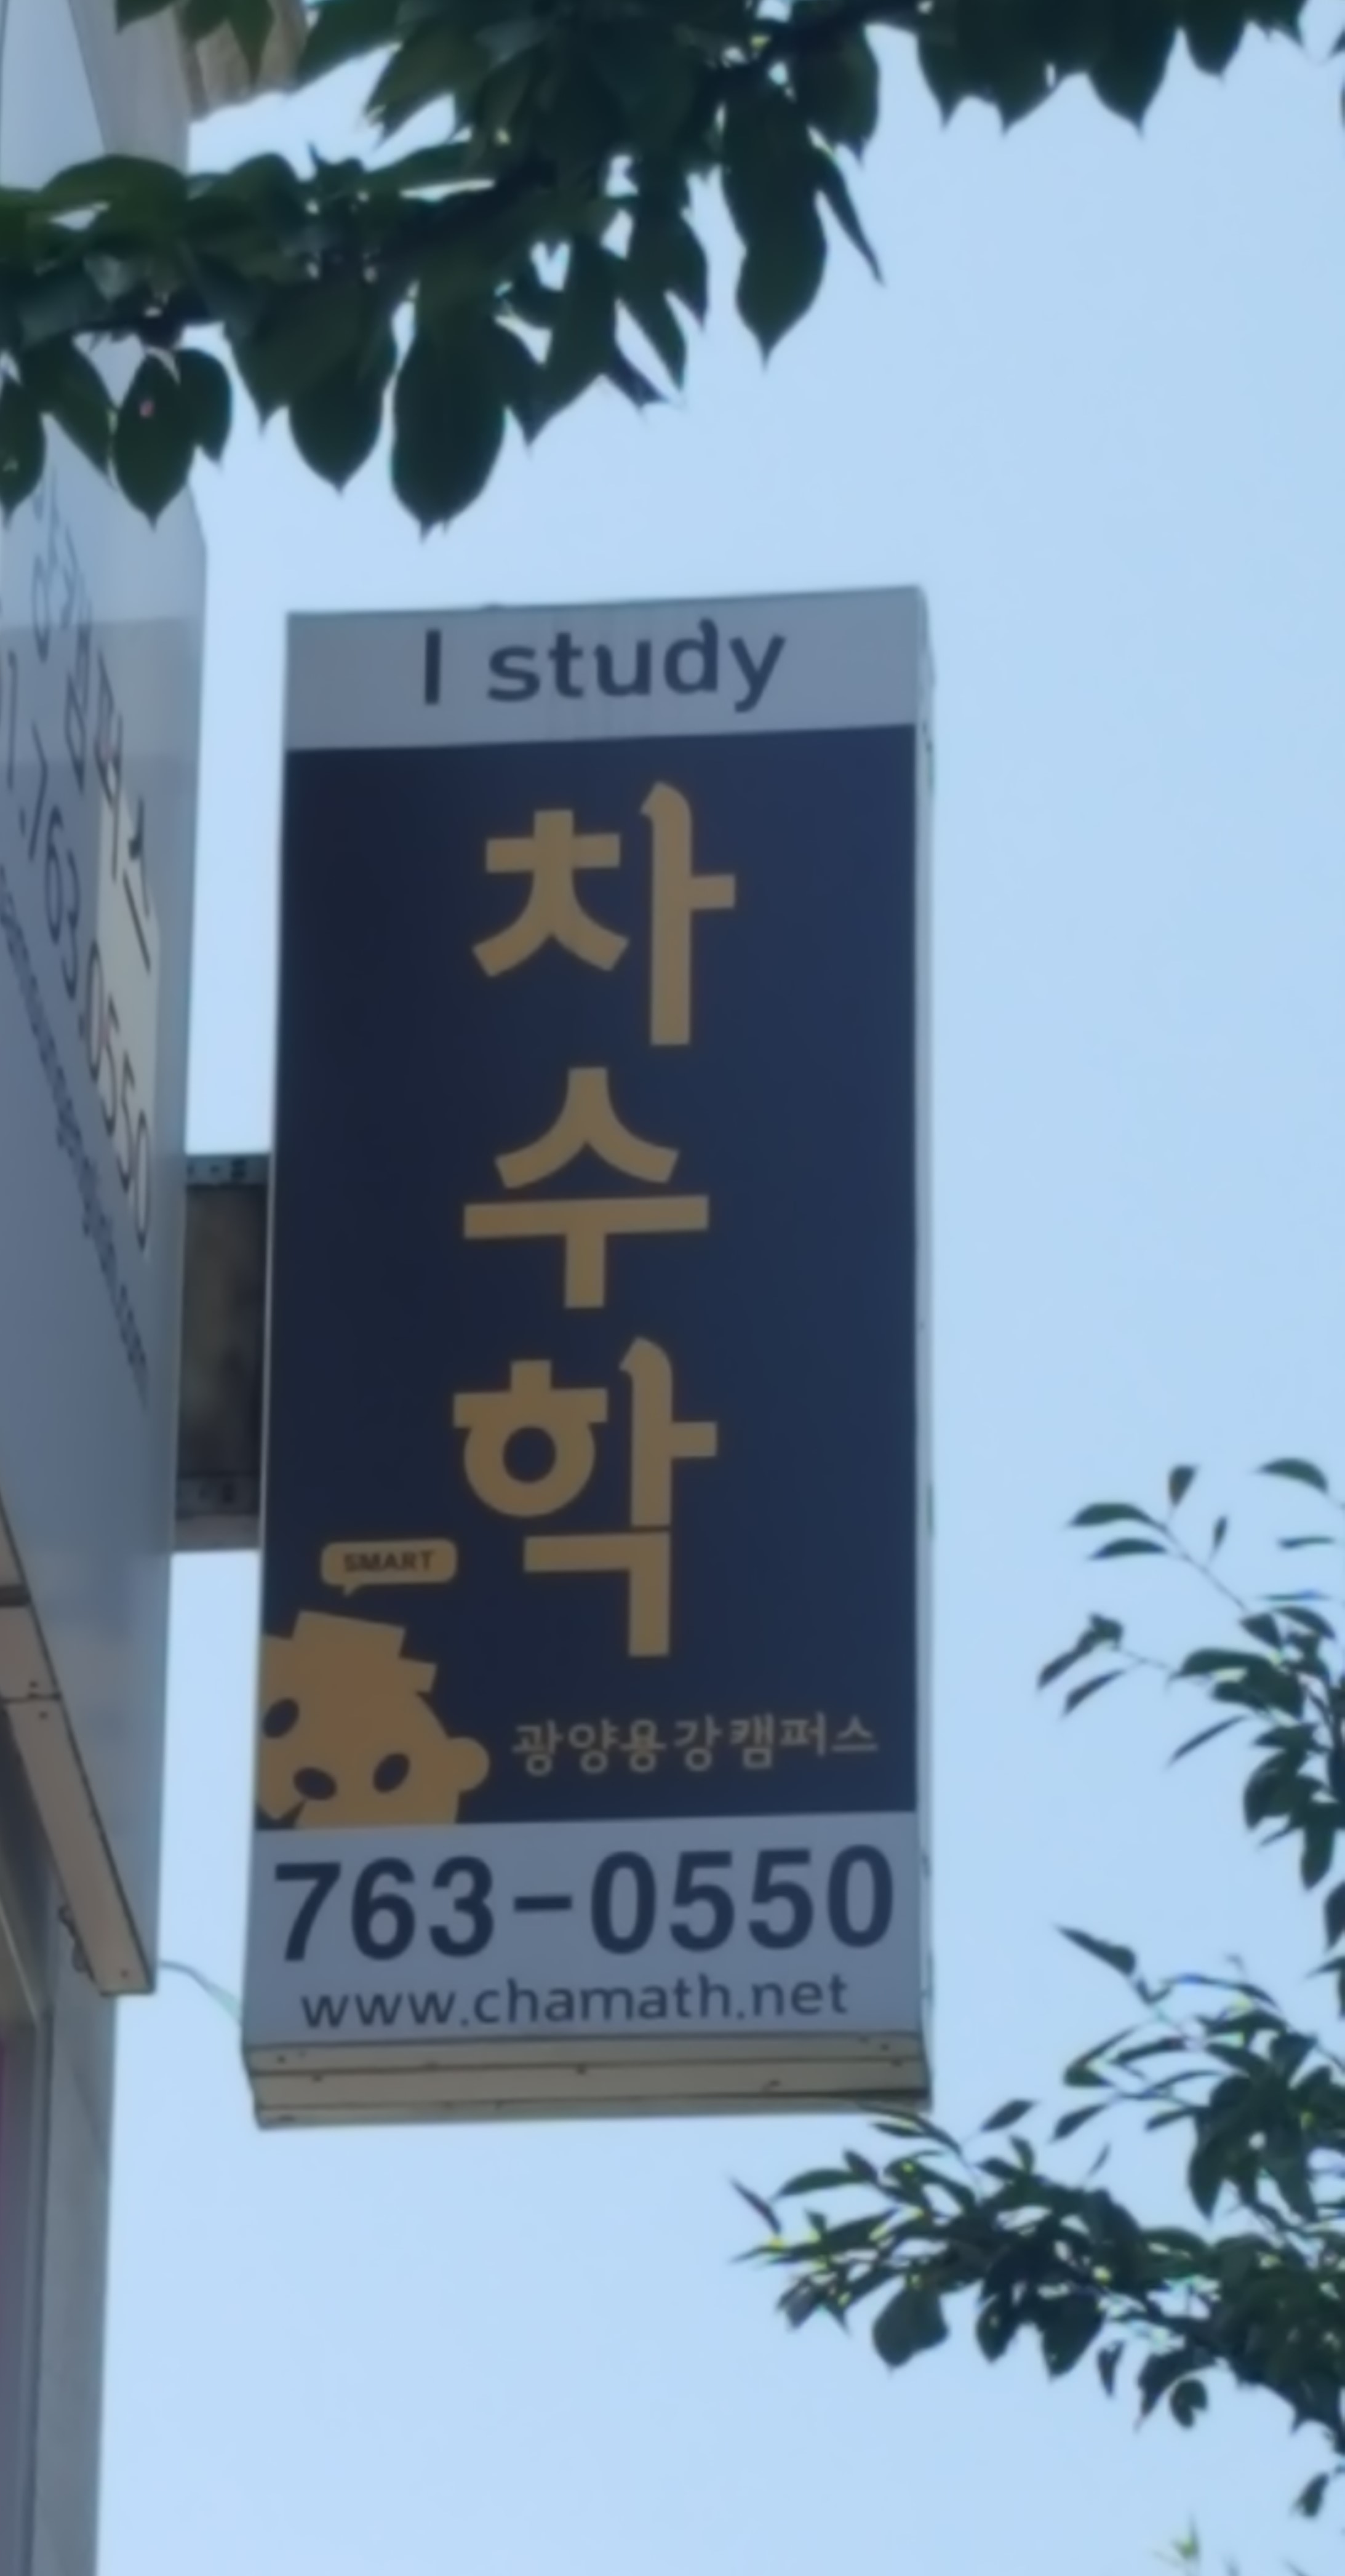 I study
차
수
학
SMART
광양용강캠퍼스
763-0550
www.chamath.net